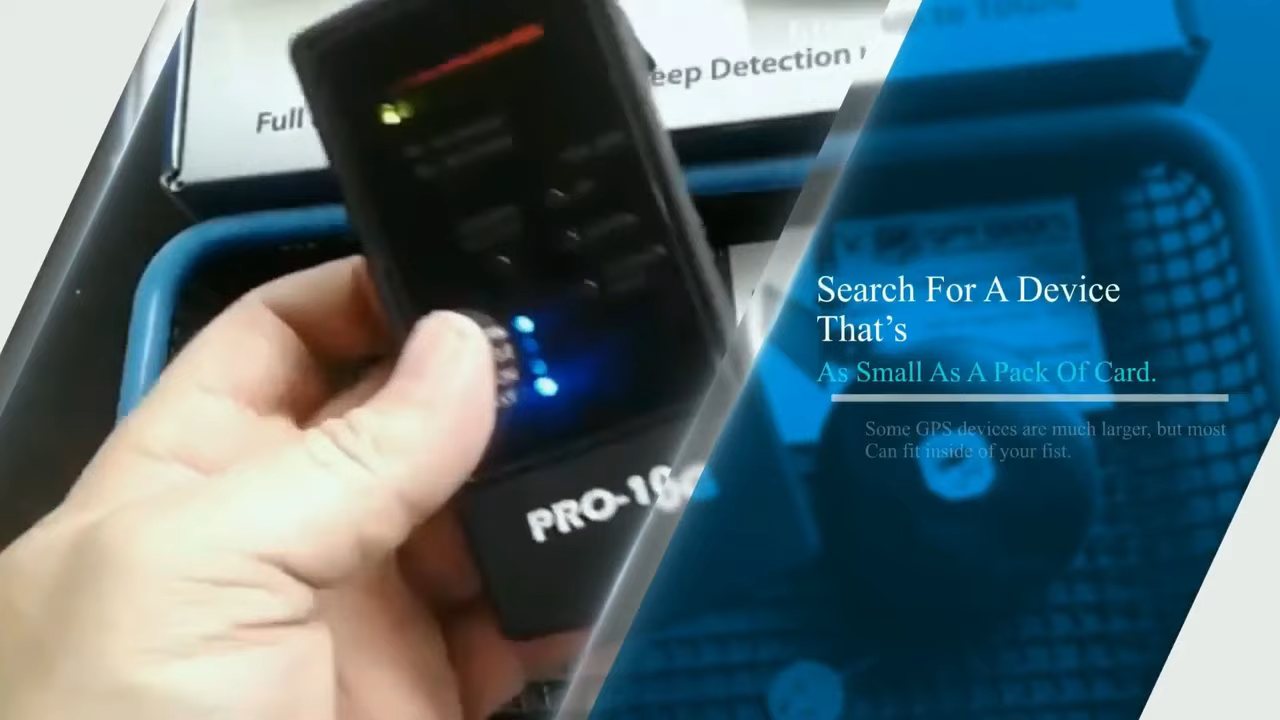 Full
eep Detection
Search For A Device
That's
As Small As A Pack Of Card.
Some GPS devices are much larger, but most
Can fit inside of your fist.
PRO-10